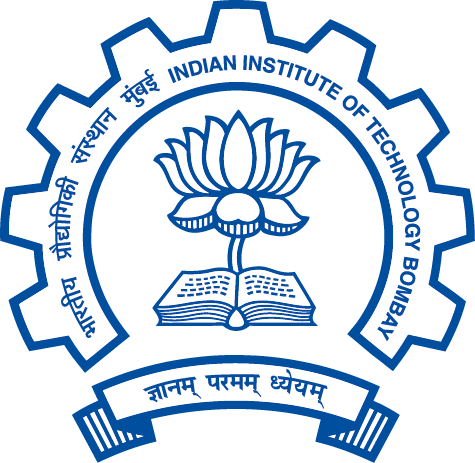 भारतीय प्रौद्योगिकी संस्थान मुंबई INDIAN INSTITUTE OF TECHNOLOGY BOMBAY
ज्ञानम् परमम् ध्येयम्